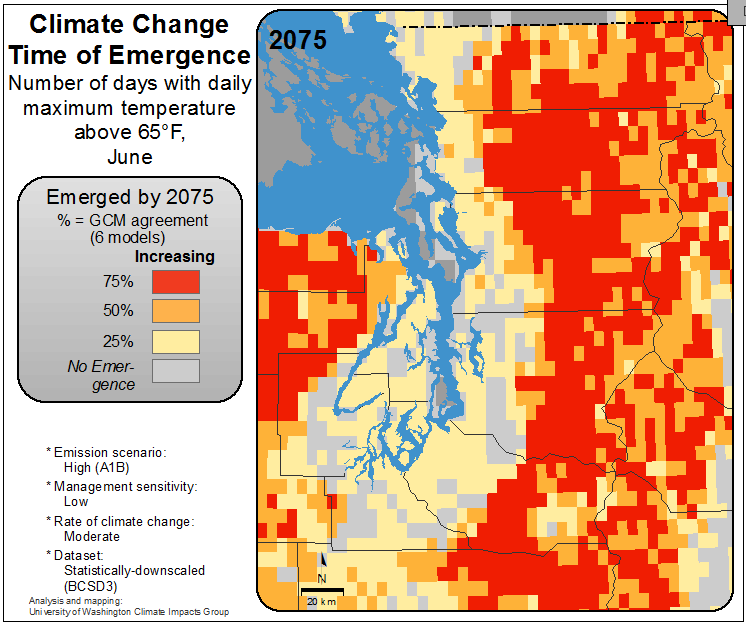 Climate Change
Time of Emergence
Number of days with daily
maximum temperature
above 65°F,
June
Emerged by 2075
% = GCM agreement
(6 models)
Increasing
75%
50%
25%
No Emer-
gence
* Emission scenario:
High (A1B)
* Management sensitivity:
Low
* Rate of climate change:
Moderate
* Dataset:
Statistically-downscaled
(BCSD3)
Analysis and mapping:
University of Washington Climate Impacts Group
2075
N
20 km